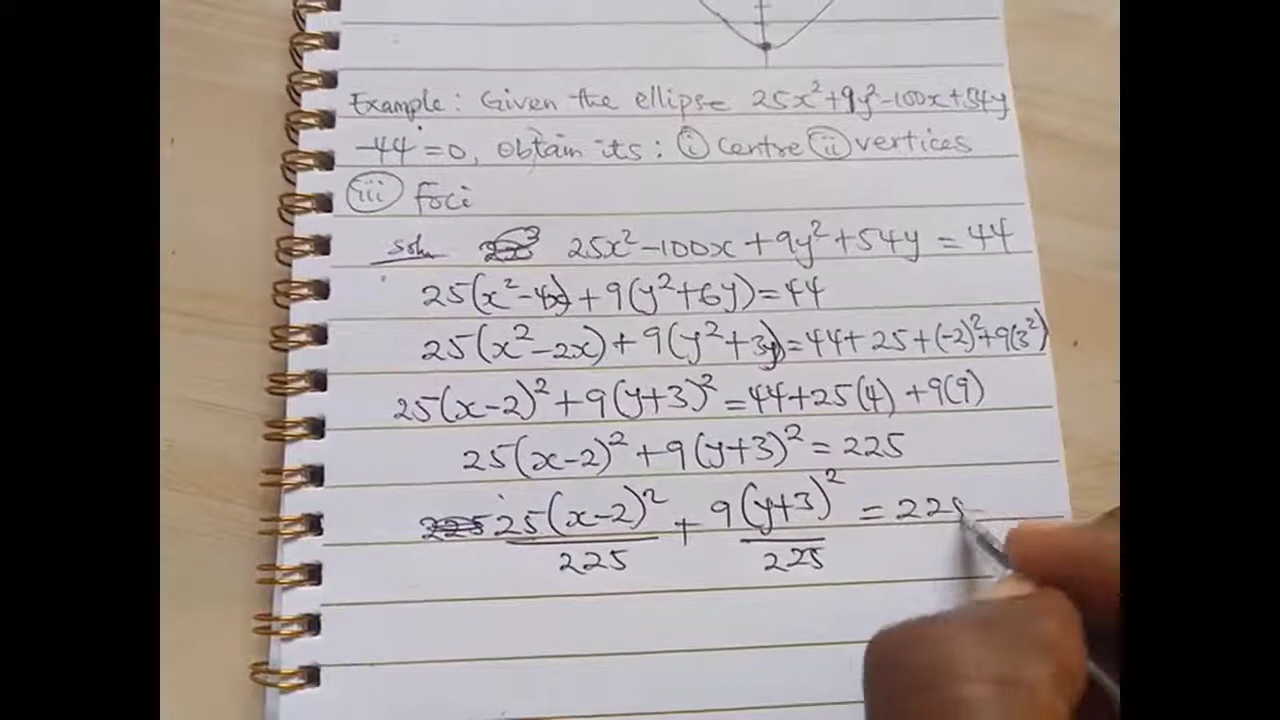 Example: Given the ellipse 25x²+9y²-100x+54y
-44=0, obtain its: (i) centre (ii) vertices
(iii) foci
soln 25x²-100x+9y²+54y=44
25(x²-4x)+9(y²+6y)=44
25(x²-2x)+9(y²+3y)=44+25+(-2)²+9(3²)
25(x-2)²+9(y+3)²=44+25(4)+9(9)
25(x-2)²+9(y+3)²=225
25(x-2)²/225 + 9(y+3)²/225 = 225